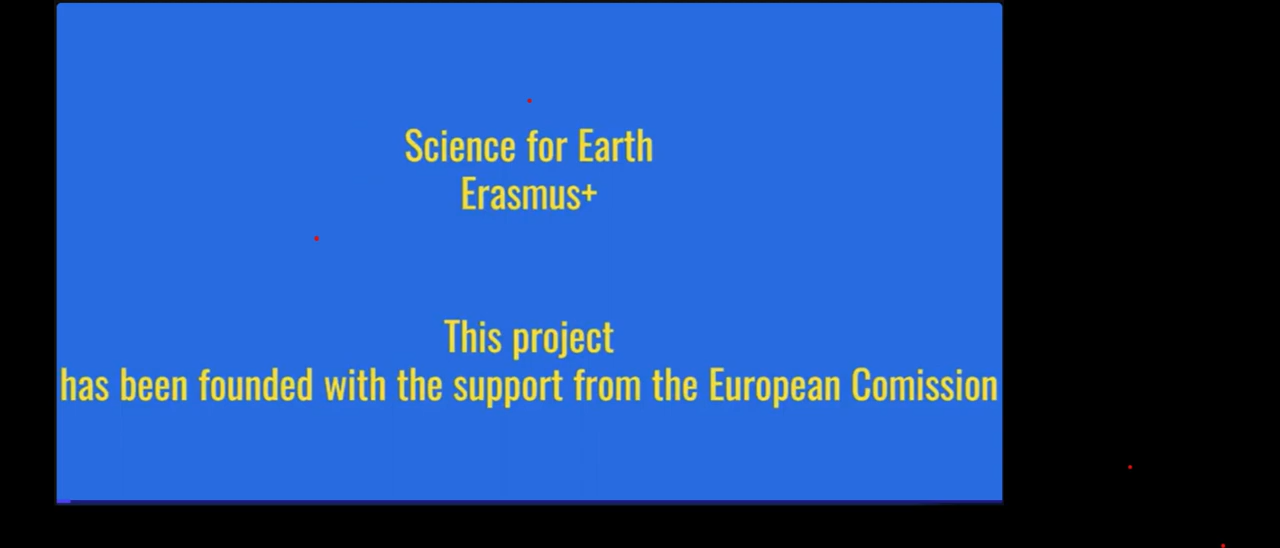 Science for Earth
Erasmus+
This project
has been founded with the support from the European Comission